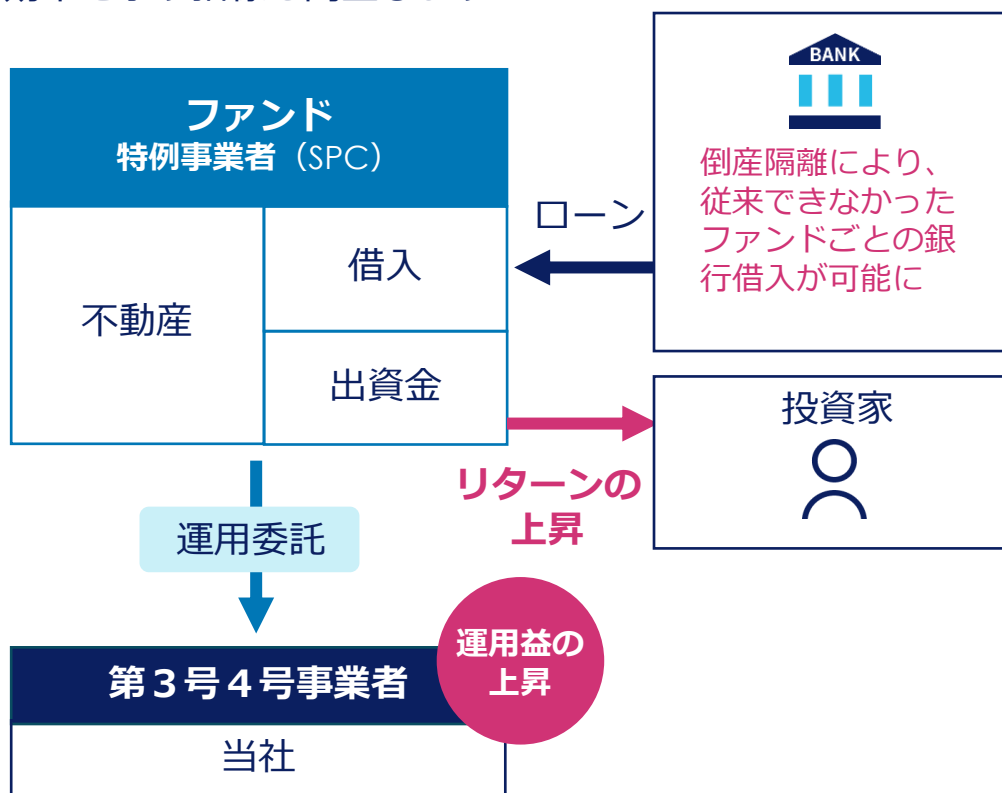 BANK
ファンド
特例事業者（SPC）
倒産隔離により、
従来できなかった
ファンドごとの銀
行借入が可能に
ローン
借入
不動産
出資金
投資家
リターンの
上昇
運用委託
運用益の
上昇
第３号４号事業者
当社